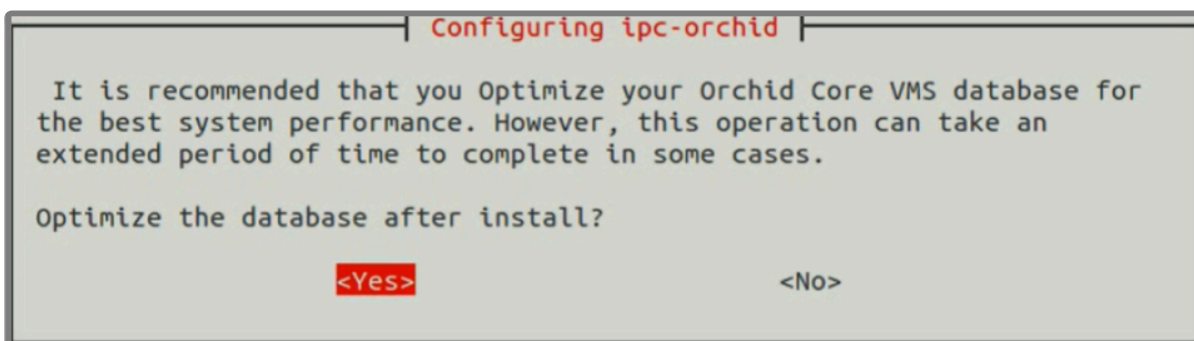 Configuring ipc-orchid
It is recommended that you Optimize your Orchid Core VMS database for
the best system performance. However, this operation can take an
extended period of time to complete in some cases.
Optimize the database after install?
<Yes> <No>